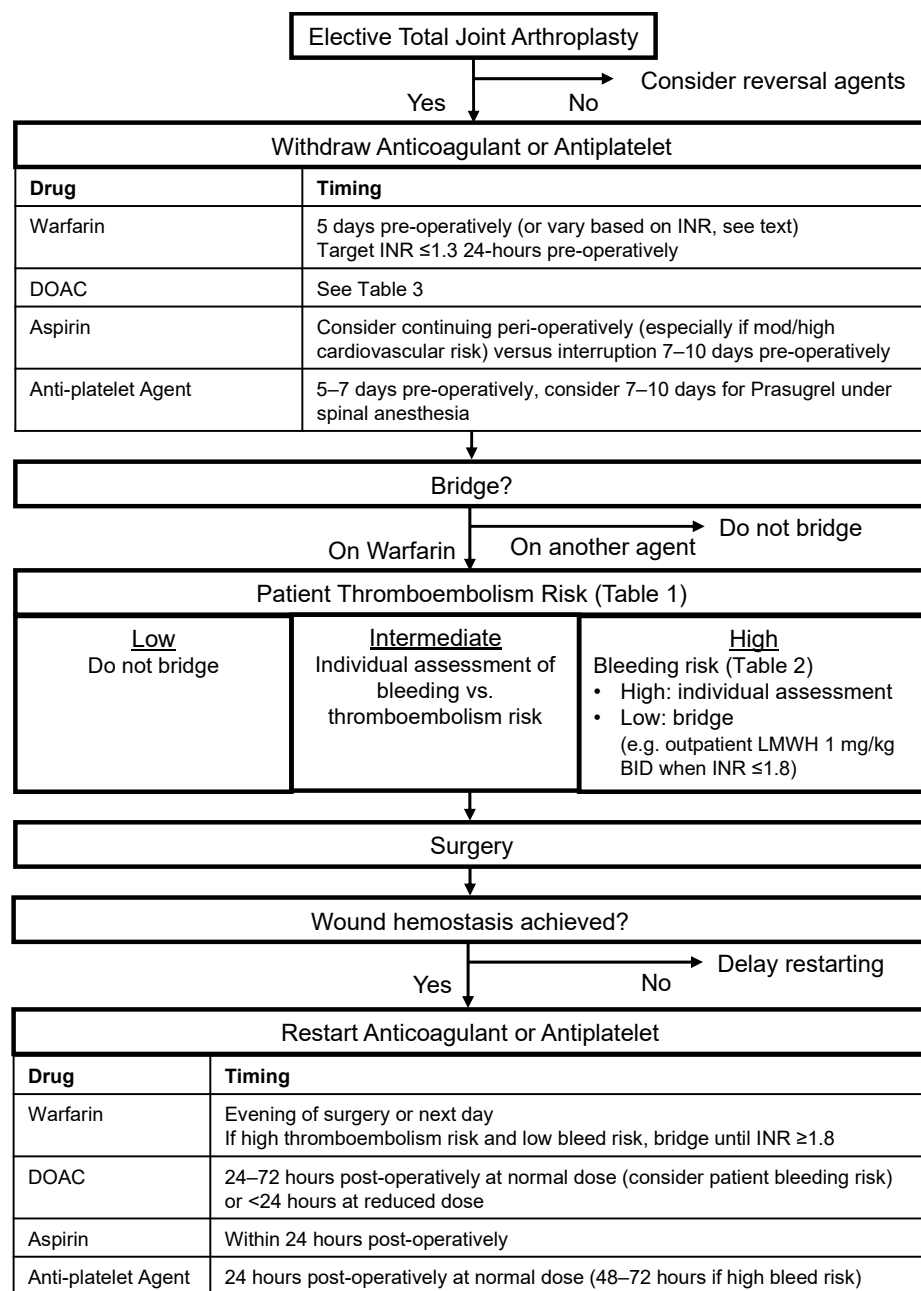 Elective Total Joint Arthroplasty
Consider reversal agents
Yes
No
Withdraw Anticoagulant or Antiplatelet
Drug
Timing
Warfarin
5 days pre-operatively (or vary based on INR, see text)
Target INR ≤1.3 24-hours pre-operatively
DOAC
See Table 3
Aspirin
Consider continuing peri-operatively (especially if mod/high
cardiovascular risk) versus interruption 7–10 days pre-operatively
Anti-platelet Agent
5–7 days pre-operatively, consider 7–10 days for Prasugrel under
spinal anesthesia
Bridge?
Do not bridge
On Warfarin
On another agent
Patient Thromboembolism Risk (Table 1)
Low
Do not bridge
Intermediate
Individual assessment of
bleeding vs.
thromboembolism risk
High
Bleeding risk (Table 2)
• High: individual assessment
• Low: bridge
(e.g. outpatient LMWH 1 mg/kg
BID when INR ≤1.8)
Surgery
Wound hemostasis achieved?
Delay restarting
Yes
No
Restart Anticoagulant or Antiplatelet
Drug
Timing
Warfarin
Evening of surgery or next day
If high thromboembolism risk and low bleed risk, bridge until INR ≥1.8
DOAC
24–72 hours post-operatively at normal dose (consider patient bleeding risk)
or <24 hours at reduced dose
Aspirin
Within 24 hours post-operatively
Anti-platelet Agent
24 hours post-operatively at normal dose (48–72 hours if high bleed risk)